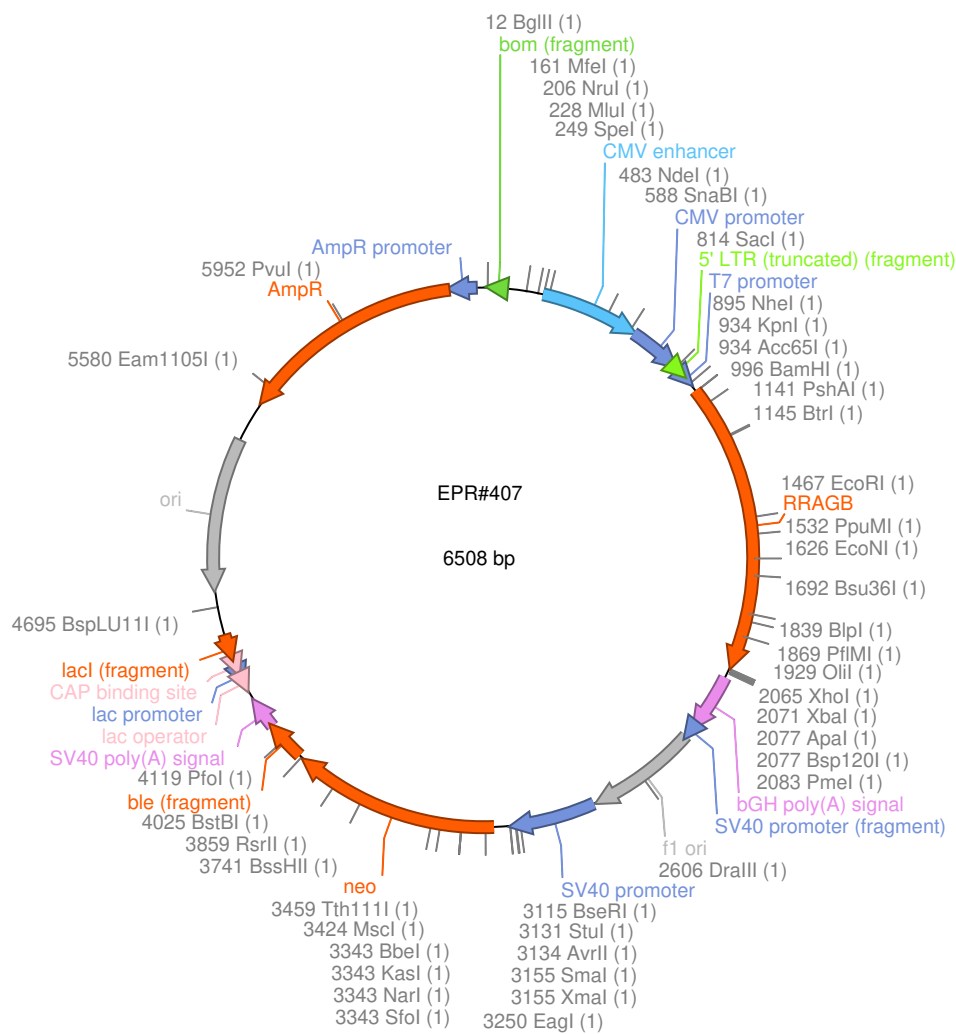 12 BglII (1)
bom (fragment)
161 MfeI (1)
206 NruI (1)
228 MluI (1)
249 SpeI (1)
CMV enhancer
483 NdeI (1)
588 SnaBI (1)
CMV promoter
814 SacI (1)
5' LTR (truncated) (fragment)
T7 promoter
895 NheI (1)
934 KpnI (1)
934 Acc65I (1)
996 BamHI (1)
1141 PshAI (1)
1145 BtrI (1)
1467 EcoRI (1)
RRAGB
1532 PpuMI (1)
1626 EcoNI (1)
1692 Bsu36I (1)
1839 BlpI (1)
1869 PflMI (1)
1929 OliI (1)
2065 XhoI (1)
2071 XbaI (1)
2077 ApaI (1)
2077 Bsp120I (1)
2083 PmeI (1)
bGH poly(A) signal
SV40 promoter (fragment)
f1 ori
2606 DraIII (1)
SV40 promoter
3115 BseRI (1)
3131 StuI (1)
3134 AvrII (1)
3155 SmaI (1)
3155 XmaI (1)
3250 EagI (1)
neo
3459 Tth111I (1)
3424 MscI (1)
3343 BbeI (1)
3343 KasI (1)
3343 NarI (1)
3343 SfoI (1)
3741 BssHII (1)
3859 RsrII (1)
4025 BstBI (1)
ble (fragment)
4119 PfoI (1)
SV40 poly(A) signal
lac operator
lac promoter
CAP binding site
lacI (fragment)
4695 BspLU11I (1)
ori
5580 Eam1105I (1)
AmpR
5952 PvuI (1)
AmpR promoter
EPR#407
6508 bp